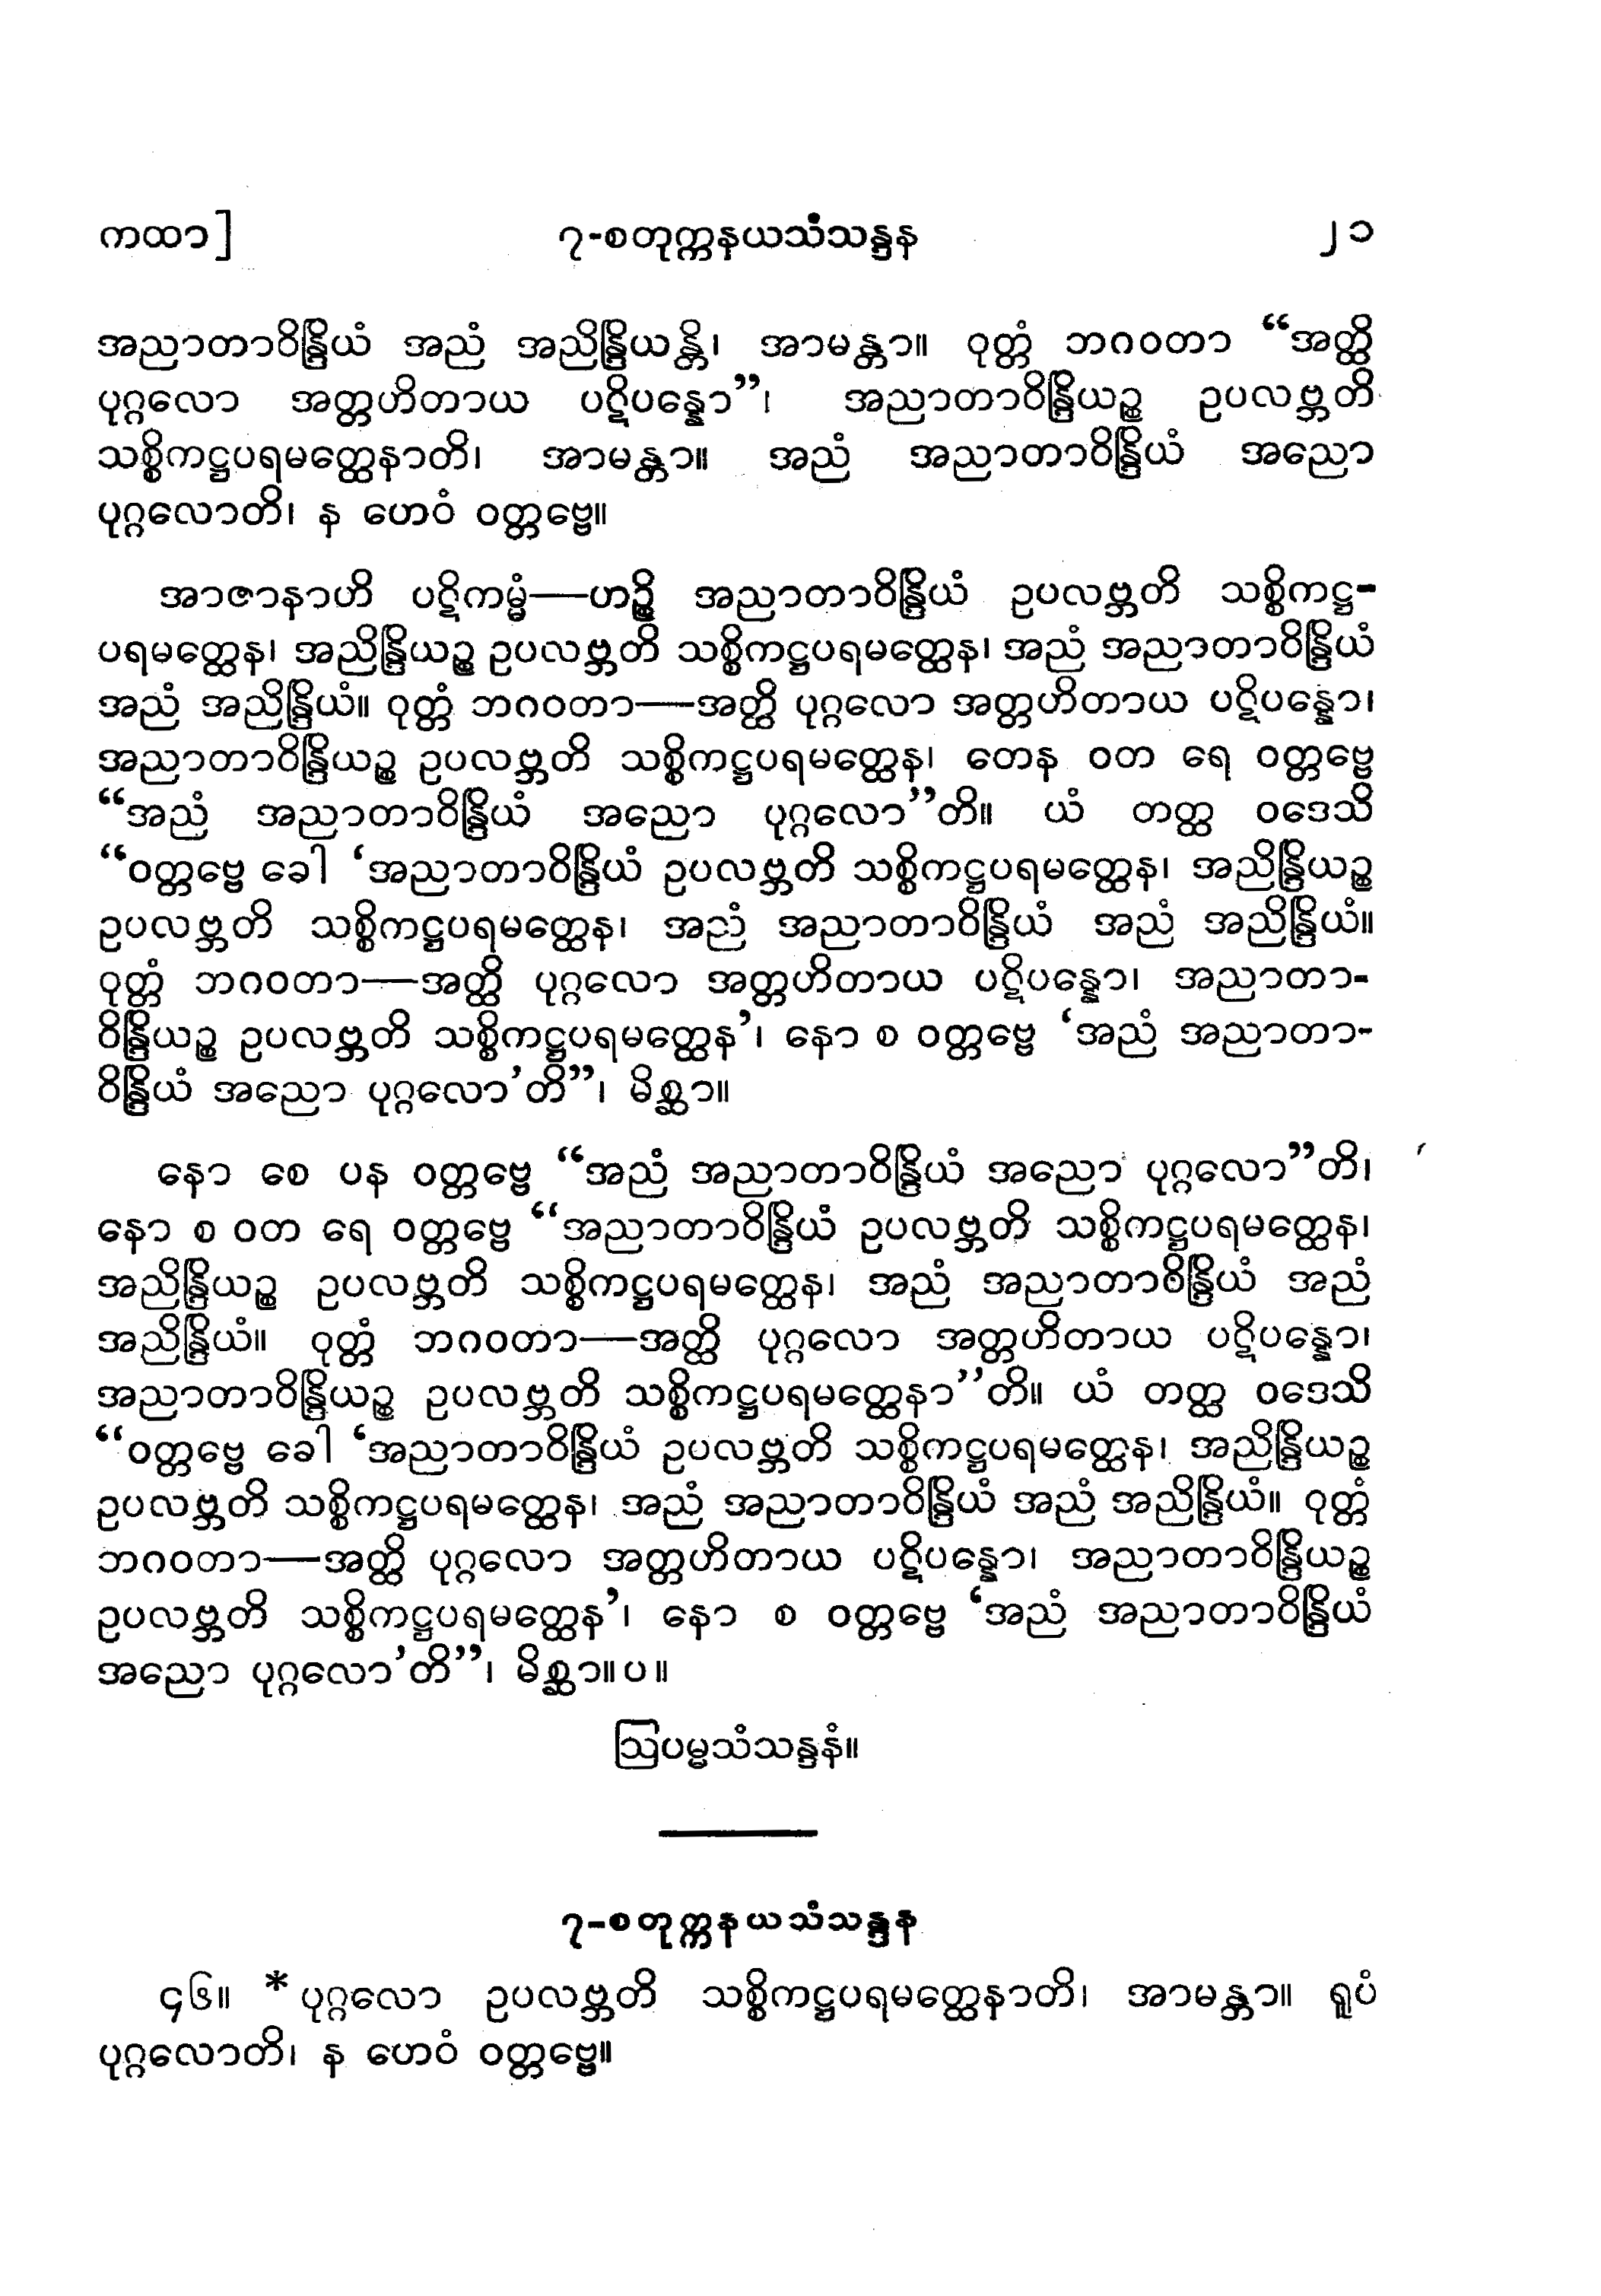 ကထာ] ၇-စတုက္ကနယသံသန္ဒန ၂၁
အညာတာဝိန္ဒြိယံ အညံ အညိန္ဒြိယန္တိ၊ အာမန္တာ။ ဝုတ္တံ ဘဂဝတာ “အတ္ထိ
ပုဂ္ဂလော အတ္တဟိတာယ ပဋိပန္နော”၊ အညာတာဝိန္ဒြိယဉ္စ ဥပလဗ္ဘတိ
သစ္စိကဋ္ဌပရမတ္ထေနာတိ၊ အာမန္တာ။ အညံ အညာတာဝိန္ဒြိယံ အညော
ပုဂ္ဂလောတိ၊ န ဟေဝံ ဝတ္တဗ္ဗေ။
အာဇာနာဟိ ပဋိကမ္မံ—ဟဉ္စိ အညာတာဝိန္ဒြိယံ ဥပလဗ္ဘတိ သစ္စိကဋ္ဌ-
ပရမတ္ထေန၊ အညိန္ဒြိယဉ္စ ဥပလဗ္ဘတိ သစ္စိကဋ္ဌပရမတ္ထေန၊ အညံ အညာတာဝိန္ဒြိယံ
အညံ အညိန္ဒြိယံ။ ဝုတ္တံ ဘဂဝတာ—အတ္ထိ ပုဂ္ဂလော အတ္တဟိတာယ ပဋိပန္နော၊
အညာတာဝိန္ဒြိယဉ္စ ဥပလဗ္ဘတိ သစ္စိကဋ္ဌပရမတ္ထေန၊ တေန ဝတ ရေ ဝတ္တဗ္ဗေ
“အညံ အညာတာဝိန္ဒြိယံ အညော ပုဂ္ဂလော”တိ။ ယံ တတ္ထ ဝဒေသိ
“ဝတ္တဗ္ဗေ ခေါ ‘အညာတာဝိန္ဒြိယံ ဥပလဗ္ဘတိ သစ္စိကဋ္ဌပရမတ္ထေန၊ အညိန္ဒြိယဉ္စ
ဥပလဗ္ဘတိ သစ္စိကဋ္ဌပရမတ္ထေန၊ အညံ အညာတာဝိန္ဒြိယံ အညံ အညိန္ဒြိယံ။
ဝုတ္တံ ဘဂဝတာ—အတ္ထိ ပုဂ္ဂလော အတ္တဟိတာယ ပဋိပန္နော၊ အညာတာ-
ဝိန္ဒြိယဉ္စ ဥပလဗ္ဘတိ သစ္စိကဋ္ဌပရမတ္ထေန’၊ နော စ ဝတ္တဗ္ဗေ ‘အညံ အညာတာ-
ဝိန္ဒြိယံ အညော ပုဂ္ဂလော’တိ”၊ မိစ္ဆာ။
နော စေ ပန ဝတ္တဗ္ဗေ “အညံ အညာတာဝိန္ဒြိယံ အညော ပုဂ္ဂလော”တိ၊
နော စ ဝတ ရေ ဝတ္တဗ္ဗေ “အညာတာဝိန္ဒြိယံ ဥပလဗ္ဘတိ သစ္စိကဋ္ဌပရမတ္ထေန၊
အညိန္ဒြိယဉ္စ ဥပလဗ္ဘတိ သစ္စိကဋ္ဌပရမတ္ထေန၊ အညံ အညာတာဝိန္ဒြိယံ အညံ
အညိန္ဒြိယံ။ ဝုတ္တံ ဘဂဝတာ—အတ္ထိ ပုဂ္ဂလော အတ္တဟိတာယ ပဋိပန္နော၊
အညာတာဝိန္ဒြိယဉ္စ ဥပလဗ္ဘတိ သစ္စိကဋ္ဌပရမတ္ထေနာ”တိ။ ယံ တတ္ထ ဝဒေသိ
“ဝတ္တဗ္ဗေ ခေါ ‘အညာတာဝိန္ဒြိယံ ဥပလဗ္ဘတိ သစ္စိကဋ္ဌပရမတ္ထေန၊ အညိန္ဒြိယဉ္စ
ဥပလဗ္ဘတိ သစ္စိကဋ္ဌပရမတ္ထေန၊ အညံ အညာတာဝိန္ဒြိယံ အညံ အညိန္ဒြိယံ။ ဝုတ္တံ
ဘဂဝတာ—အတ္ထိ ပုဂ္ဂလော အတ္တဟိတာယ ပဋိပန္နော၊ အညာတာဝိန္ဒြိယဉ္စ
ဥပလဗ္ဘတိ သစ္စိကဋ္ဌပရမတ္ထေန’၊ နော စ ဝတ္တဗ္ဗေ ‘အညံ အညာတာဝိန္ဒြိယံ
အညော ပုဂ္ဂလော’တိ”၊ မိစ္ဆာ။ပ။
ဩပမ္မသံသန္ဒနံ။
၇-စတုက္ကနယသံသန္ဒန
၄၆။ *ပုဂ္ဂလော ဥပလဗ္ဘတိ သစ္စိကဋ္ဌပရမတ္ထေနာတိ၊ အာမန္တာ။ ရူပံ
ပုဂ္ဂလောတိ၊ န ဟေဝံ ဝတ္တဗ္ဗေ။